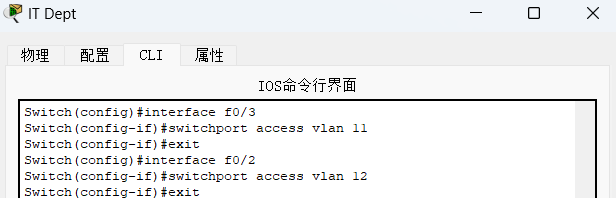 IT Dept
物理 配置 CLI 属性
IOS命令行界面
Switch(config)#interface f0/3
Switch(config-if)#switchport access vlan 11
Switch(config-if)#exit
Switch(config)#interface f0/2
Switch(config-if)#switchport access vlan 12
Switch(config-if)#exit